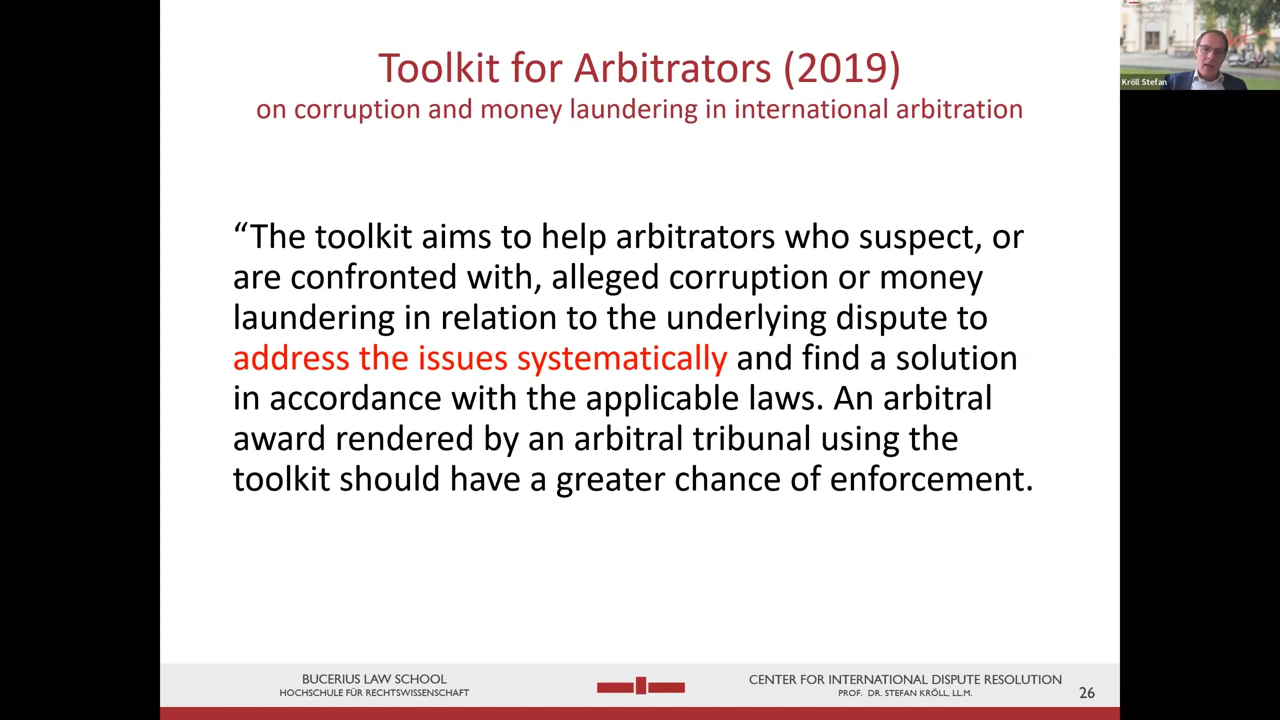 Toolkit for Arbitrators (2019)
on corruption and money laundering in international arbitration
Kröll Stefan
“The toolkit aims to help arbitrators who suspect, or
are confronted with, alleged corruption or money
laundering in relation to the underlying dispute to
address the issues systematically and find a solution
in accordance with the applicable laws. An arbitral
award rendered by an arbitral tribunal using the
toolkit should have a greater chance of enforcement.
BUCERIUS LAW SCHOOL
HOCHSCHULE FÜR RECHTSWISSENSCHAFT
CENTER FOR INTERNATIONAL DISPUTE RESOLUTION
PROF. DR. STEFAN KRÖLL, LL.M.
26